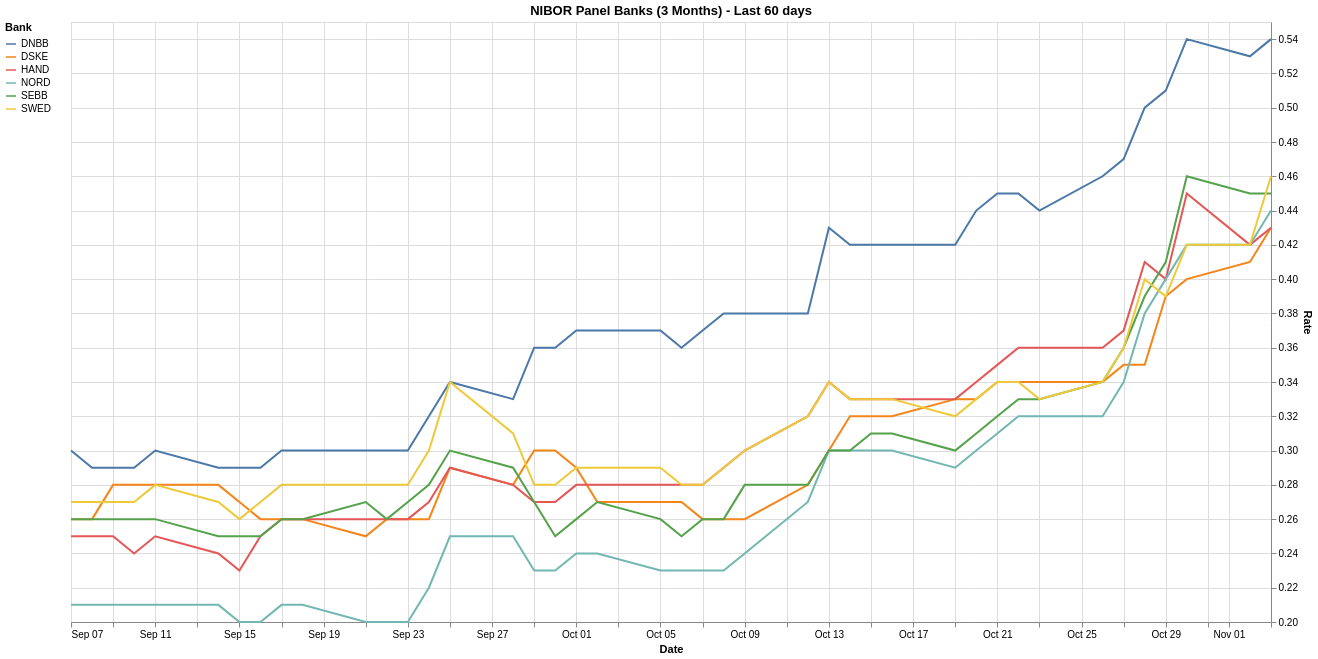 NIBOR Panel Banks (3 Months) - Last 60 days
Bank
DNBB
DSKE
HAND
NORD
SEBB
SWED
0.54
0.52
0.50
0.48
0.46
0.44
0.42
0.40
0.38
0.36
0.34
0.32
0.30
0.28
0.26
0.24
0.22
0.20
Rate
Sep 07 Sep 11 Sep 15 Sep 19 Sep 23 Sep 27 Oct 01 Oct 05 Oct 09 Oct 13 Oct 17 Oct 21 Oct 25 Oct 29 Nov 01
Date